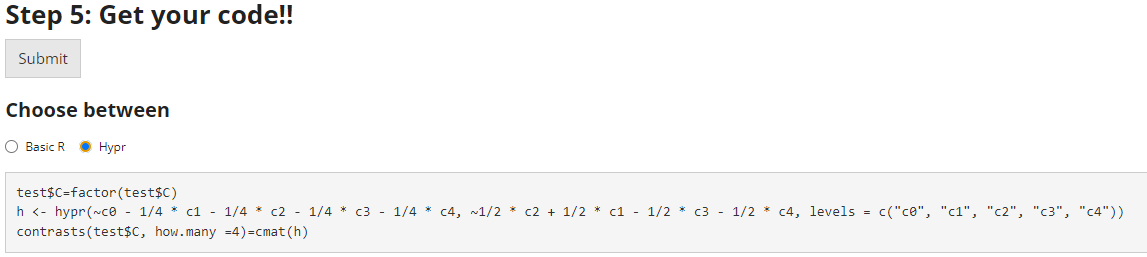 Step 5: Get your code!!
Submit
Choose between
Basic R Hypr
test$C=factor(test$C)
h <- hypr(~c0 - 1/4 * c1 - 1/4 * c2 - 1/4 * c3 - 1/4 * c4, ~1/2 * c2 + 1/2 * c1 - 1/2 * c3 - 1/2 * c4, levels = c("c0", "c1", "c2", "c3", "c4"))
contrasts(test$C, how.many =4)=cmat(h)